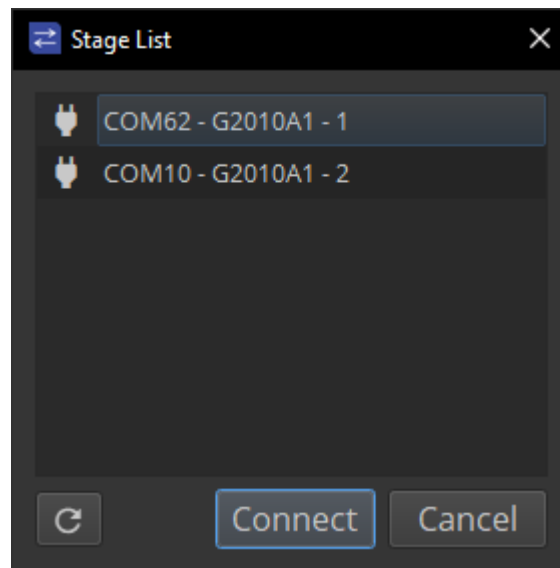 Stage List
COM62 - G2010A1 - 1
COM10 - G2010A1 - 2
Connect Cancel